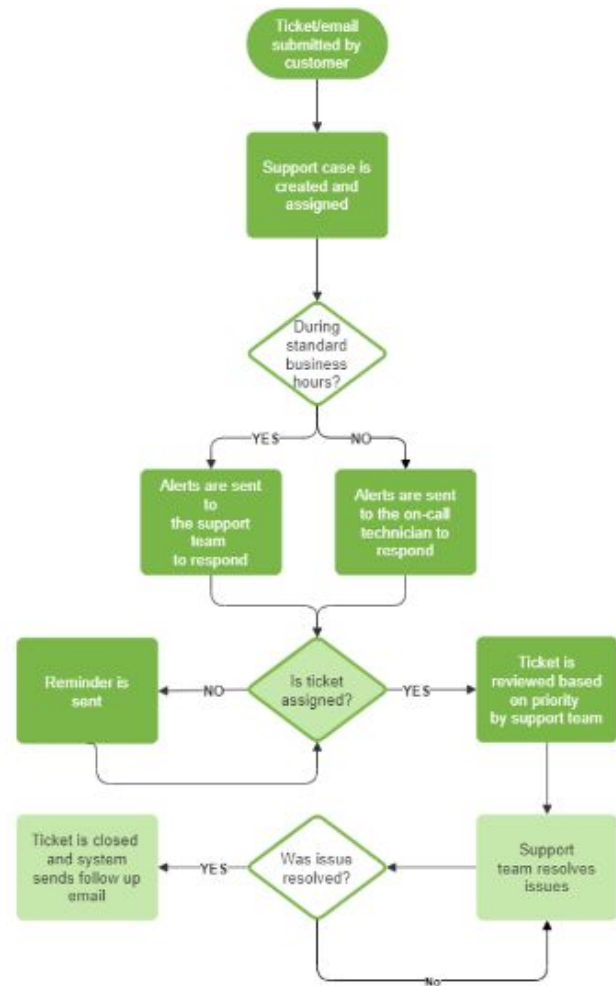 Ticket/email
submitted by
customer
Support case is
created and
assigned
During
standard
business
hours?
YES
NO
Alerts are sent
to
the support
team
to respond
Alerts are sent
to the on-call
technician to
respond
Reminder is
sent
NO
Is ticket
assigned?
YES
Ticket is
reviewed based
on priority
by support team
Ticket is closed
and system
sends follow up
email
YES
Was issue
resolved?
Support
team resolves
issues
No